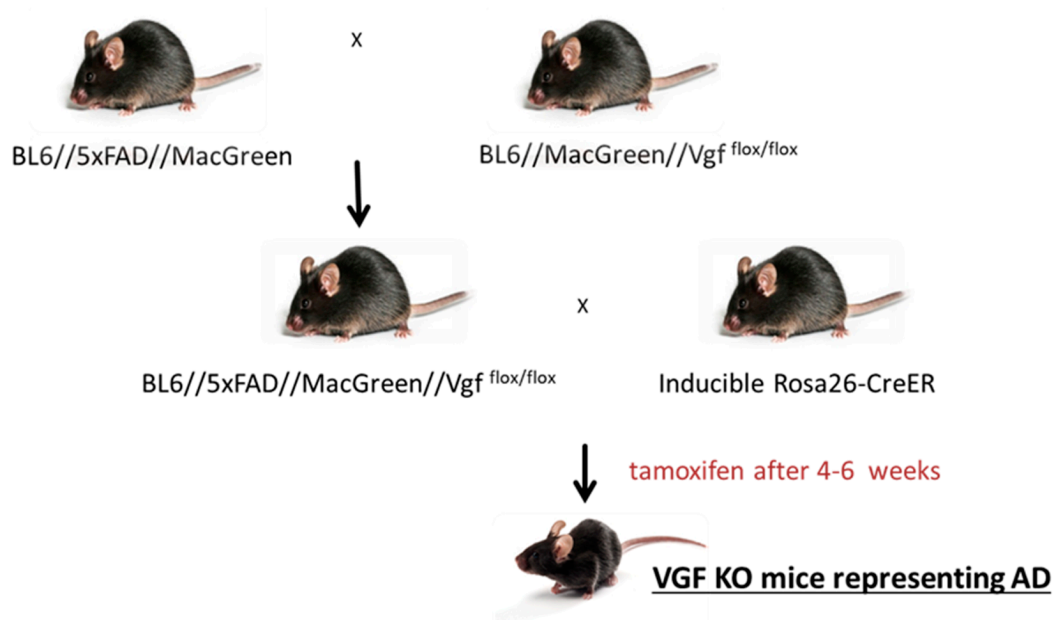 x
BL6//5xFAD//MacGreen
BL6//MacGreen//Vgf flox/flox
x
BL6//5xFAD//MacGreen//Vgf flox/flox
Inducible Rosa26-CreER
tamoxifen after 4-6 weeks
VGF KO mice representing AD